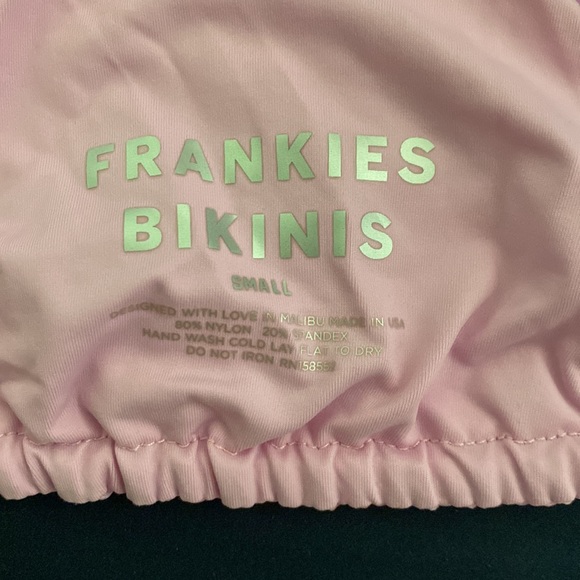 FRANKIES
BIKINIS
SMALL
DESIGNED WITH LOVE IN MALIBU MADE IN USA
80% NYLON 20% SPANDEX
HAND WASH COLD LAY FLAT TO DRY
DO NOT IRON